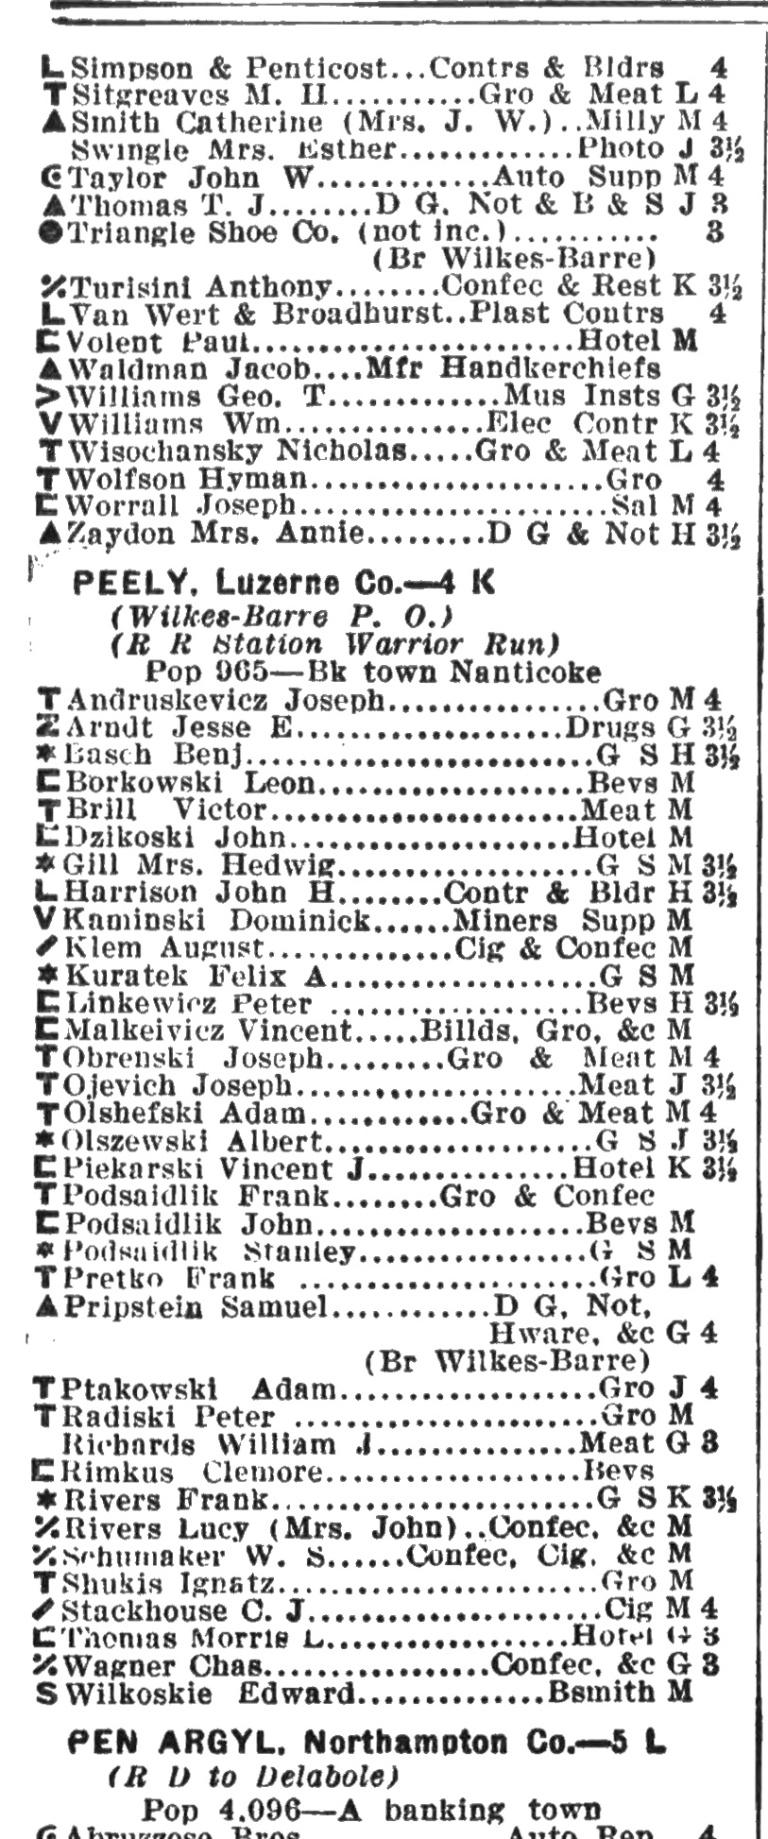 L Simpson & Penticost...Contrs & Bldrs 4
T Sitgreaves M. H...........Gro & Meat L 4
▲ Smith Catherine (Mrs. J. W.)..Milly M 4
Swingle Mrs. Esther.............Photo J 3½
C Taylor John W.............Auto Supp M 4
▲ Thomas T. J........D G, Not & B & S J 3
● Triangle Shoe Co. (not inc.)........... 3
(Br Wilkes-Barre)
⁒ Turisini Anthony........Confec & Rest K 3½
L Van Wert & Broadhurst..Plast Contrs 4
⊏ Volent Paul........................Hotel M
▲ Waldman Jacob....Mfr Handkerchiefs
> Williams Geo. T.............Mus Insts G 3½
V Williams Wm...............Elec Contr K 3½
T Wisochansky Nicholas.....Gro & Meat L 4
T Wolfson Hyman......................Gro 4
⊏ Worrall Joseph.......................Sal M 4
▲ Zaydon Mrs. Annie.........D G & Not H 3½
PEELY, Luzerne Co.—4 K
(Wilkes-Barre P. O.)
(R R Station Warrior Run)
Pop 965—Bk town Nanticoke
T Andruskevicz Joseph................Gro M 4
Z Arndt Jesse E....................Drugs G 3½
* Basch Benj..........................G S H 3½
⊏ Borkowski Leon....................Bevs M
T Brill Victor.......................Meat M
⊏ Dzikoski John.....................Hotel M
* Gill Mrs. Hedwig...................G S M 3½
L Harrison John H........Contr & Bldr H 3½
V Kaminski Dominick......Miners Supp M
/ Klem August..............Cig & Confec M
* Kuratek Felix A....................G S M
⊏ Linkewicz Peter ...................Bevs H 3½
⊏ Malkeivicz Vincent.....Billds, Gro, &c M
T Obrenski Joseph.........Gro & Meat M 4
T Ojevich Joseph.....................Meat J 3½
T Olshefski Adam............Gro & Meat M 4
* Olszewski Albert....................G S J 3½
⊏ Piekarski Vincent J...............Hotel K 3½
T Podsaidlik Frank........Gro & Confec
⊏ Podsaidlik John....................Bevs M
* Podsaidlik Stanley.................G S M
T Pretko Frank ......................Gro L 4
▲ Pripstein Samuel............D G, Not,
Hware, &c G 4
(Br Wilkes-Barre)
T Ptakowski Adam...................Gro J 4
T Radiski Peter .......................Gro M
Richards William J...............Meat G 3
⊏ Rimkus Clemore...................Bevs
* Rivers Frank........................G S K 3½
⁒ Rivers Lucy (Mrs. John)..Confec, &c M
⁒ Schumaker W. S......Confec, Cig, &c M
T Shukis Ignatz........................Gro M
/ Stackhouse C. J......................Cig M 4
⊏ Thomas Morris L..................Hotel G 3
⁒ Wagner Chas.................Confec, &c G 3
S Wilkoskie Edward..............Bsmith M
PEN ARGYL, Northampton Co.—5 L
(R D to Delabole)
Pop 4,096—A banking town